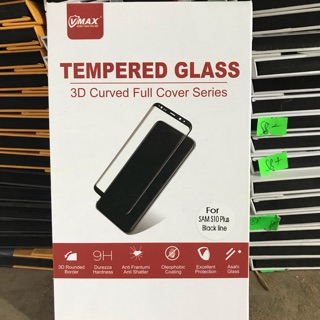 VMAX
TEMPERED GLASS
3D Curved Full Cover Series
For
SAM S10 Plus
Black line
3D Rounded
Border
9H
Durezza
Hardness
Anti Frantumi
Anti Shatter
Oleophobic
Coating
Excellent
Protection
Asahi
Glass